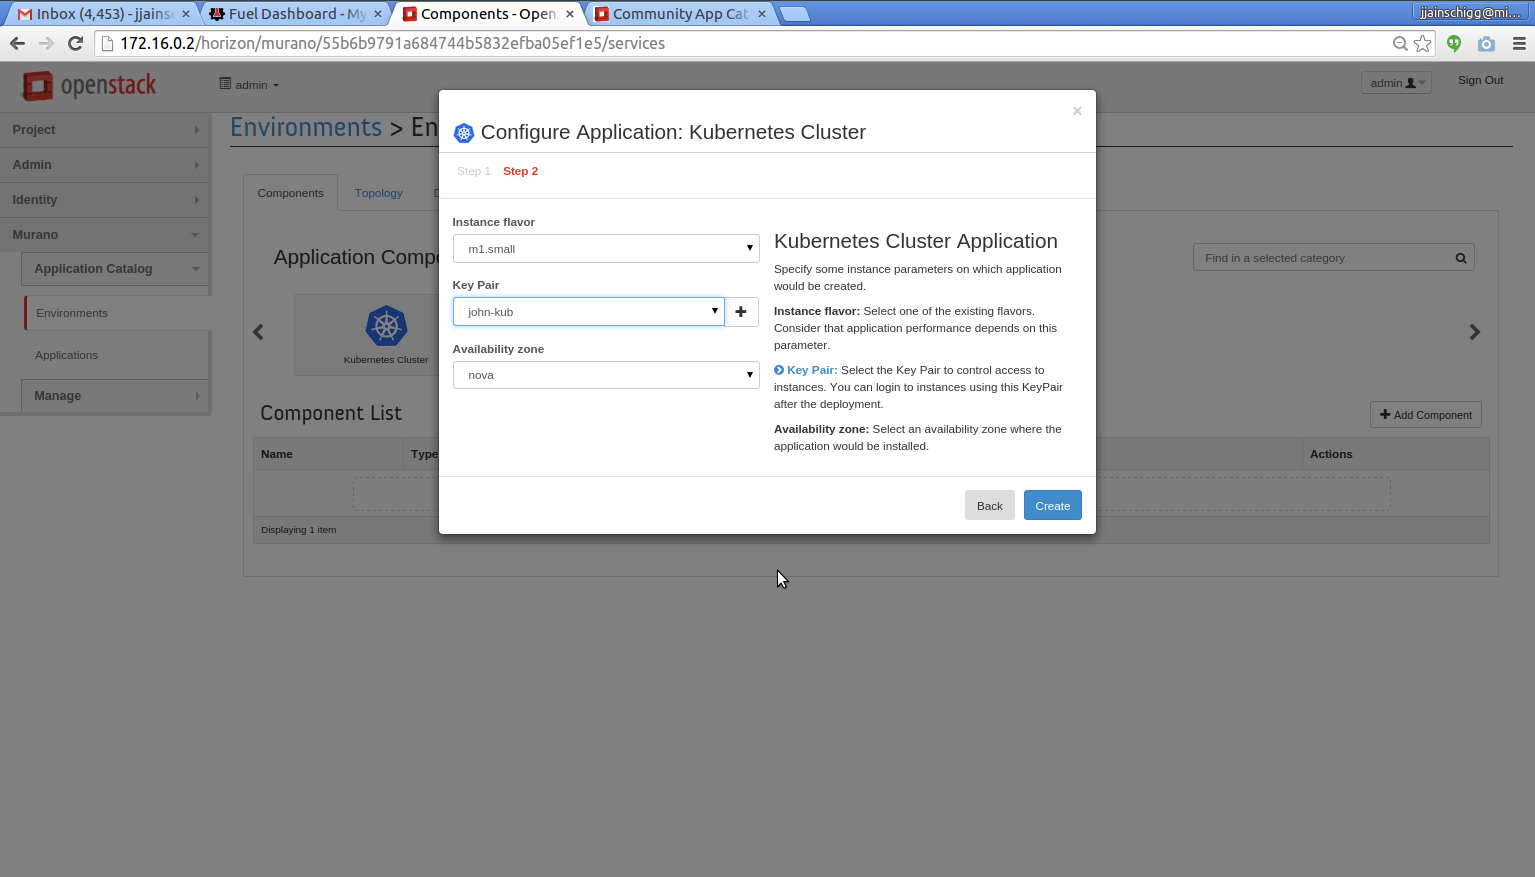 Inbox (4,453) - jjains
Fuel Dashboard - My
Components - Open
Community App Cat
jjainschigg@mi...
172.16.0.2/horizon/murano/55b6b9791a684744b5832efba05ef1e5/services
openstack
admin
admin
Sign Out
Project
Admin
Identity
Murano
Application Catalog
Environments
Applications
Manage
Environments > En
Components
Topology
D
Application Compo
Find in a selected category
Kubernetes Cluster
Component List
Add Component
Name
Type
Actions
Displaying 1 item
×
Configure Application: Kubernetes Cluster
Step 1
Step 2
Instance flavor
m1.small
Key Pair
john-kub
Availability zone
nova
Kubernetes Cluster Application
Specify some instance parameters on which application
would be created.
Instance flavor: Select one of the existing flavors.
Consider that application performance depends on this
parameter.
Key Pair: Select the Key Pair to control access to
instances. You can login to instances using this KeyPair
after the deployment.
Availability zone: Select an availability zone where the
application would be installed.
Back
Create